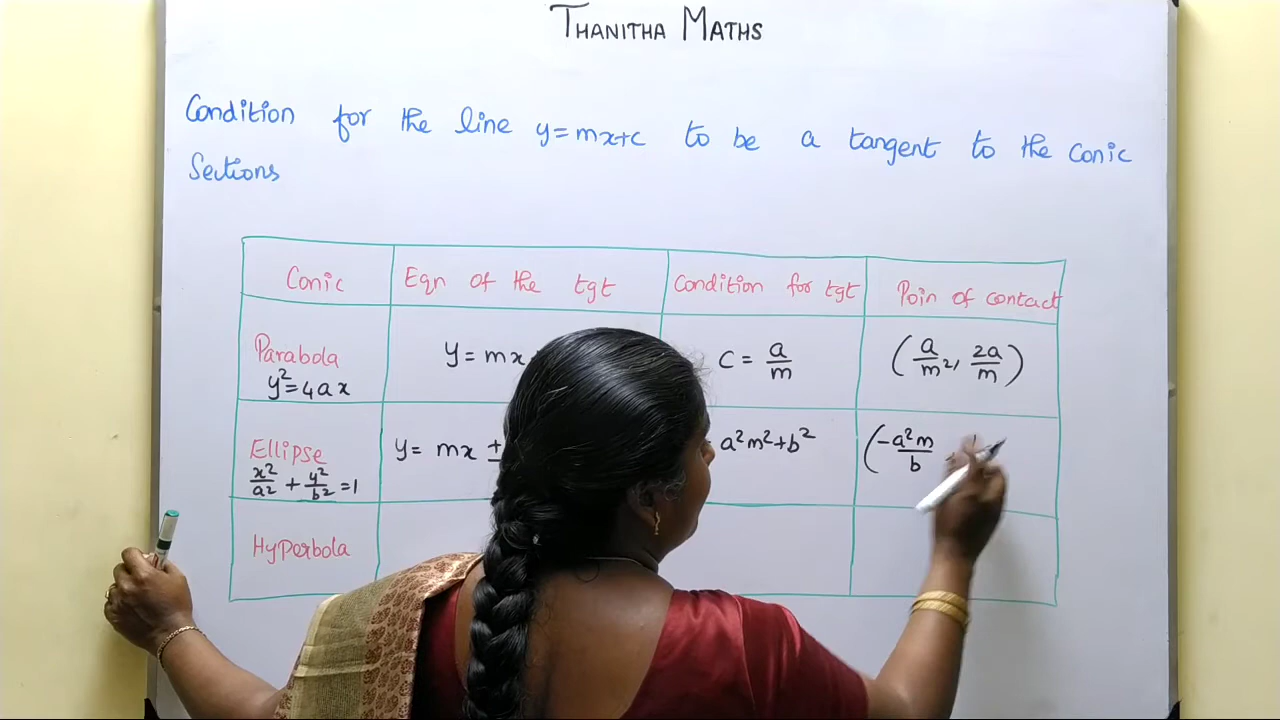 THANITHA MATHS
Condition for the line y=mx+c to be a tangent to the conic
Sections
Conic Eqn of the tgt Condition for tgt Poin of contact
Parabola y²=4ax y = mx C = a/m (a/m², 2a/m)
Ellipse x²/a² + y²/b² =1 y = mx ± a²m²+b² (-a²m/b
Hyperbola